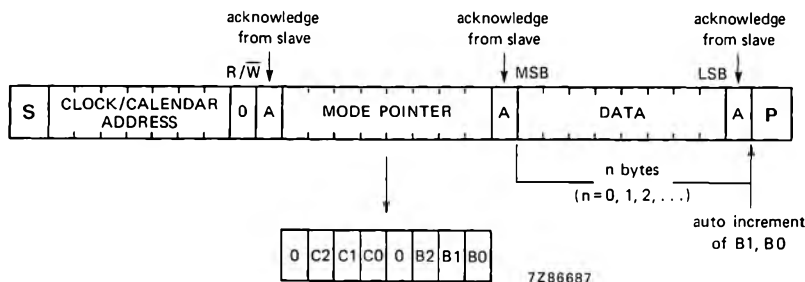 acknowledge
from slave
acknowledge
from slave
acknowledge
from slave
R/W̅
MSB
LSB
S
CLOCK/CALENDAR
ADDRESS
0
A
MODE POINTER
A
DATA
A
P
n bytes
(n=0, 1, 2, . . .)
auto increment
of B1, B0
0 C2 C1 C0 0 B2 B1 B0
7Z86687